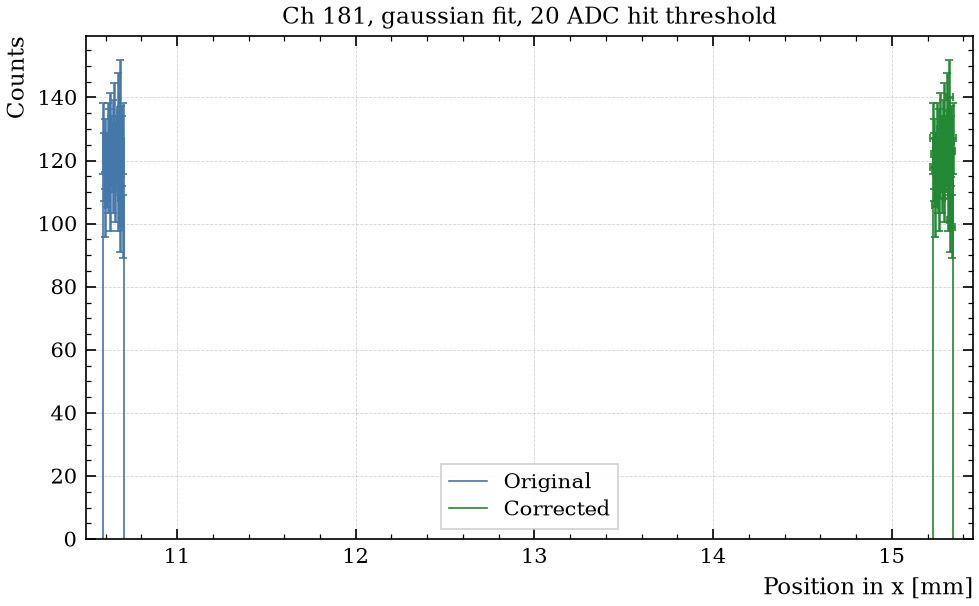 Ch 181, gaussian fit, 20 ADC hit threshold
Counts
140
120
100
80
60
40
20
0
Original
Corrected
11
12
13
14
15
Position in x [mm]